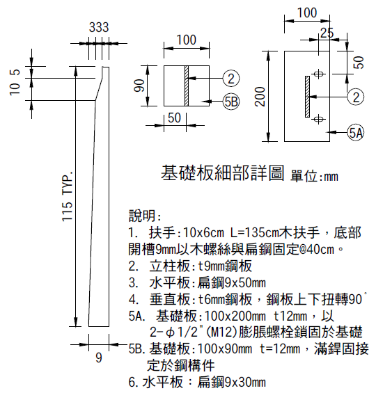 333
10 5
115 TYP.
9
100
90
50
2
5B
100
25
50
200
2
5A
基礎板細部詳圖 單位:mm
說明:
1. 扶手:10x6cm L=135cm木扶手，底部
開槽9mm以木螺絲與扁鋼固定@40cm。
2. 立柱板:t9mm鋼板
3. 水平板:扁鋼9x50mm
4. 垂直板:t6mm鋼板，鋼板上下扭轉90°
5A. 基礎板:100x200mm t12mm，以
2-φ1/2"(M12)膨脹螺栓鎖固於基礎
5B. 基礎板:100x90mm t=12mm，滿銲固接
定於鋼構件
6.水平板：扁鋼9x30mm